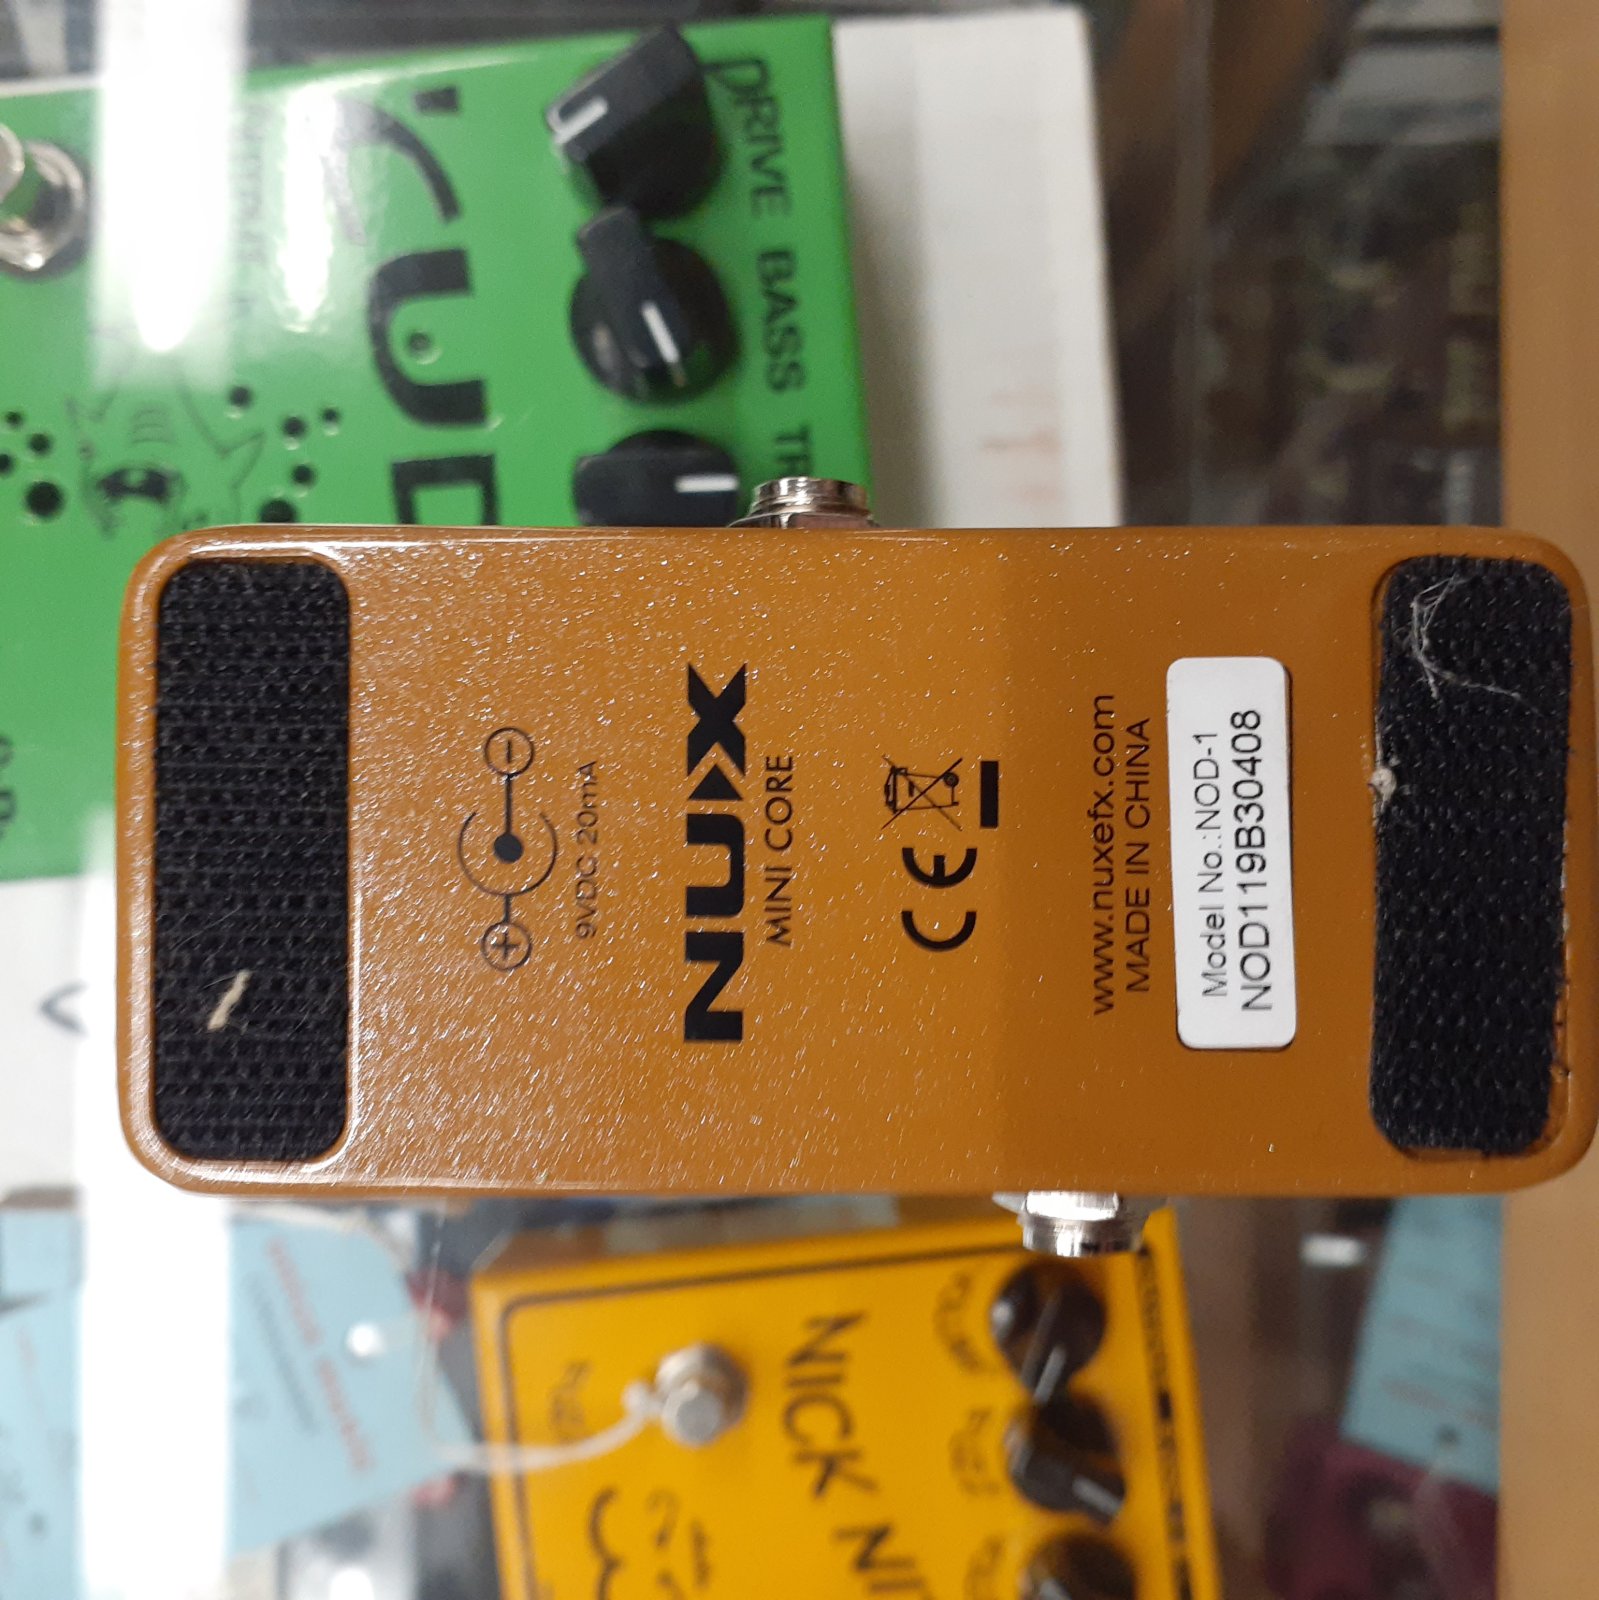 + -
9VDC 20mA
NUX
MINI CORE
CE
www.nuxefx.com
MADE IN CHINA
Model No.:NOD-1
NOD119B30408
DRIVE BASS
NICK